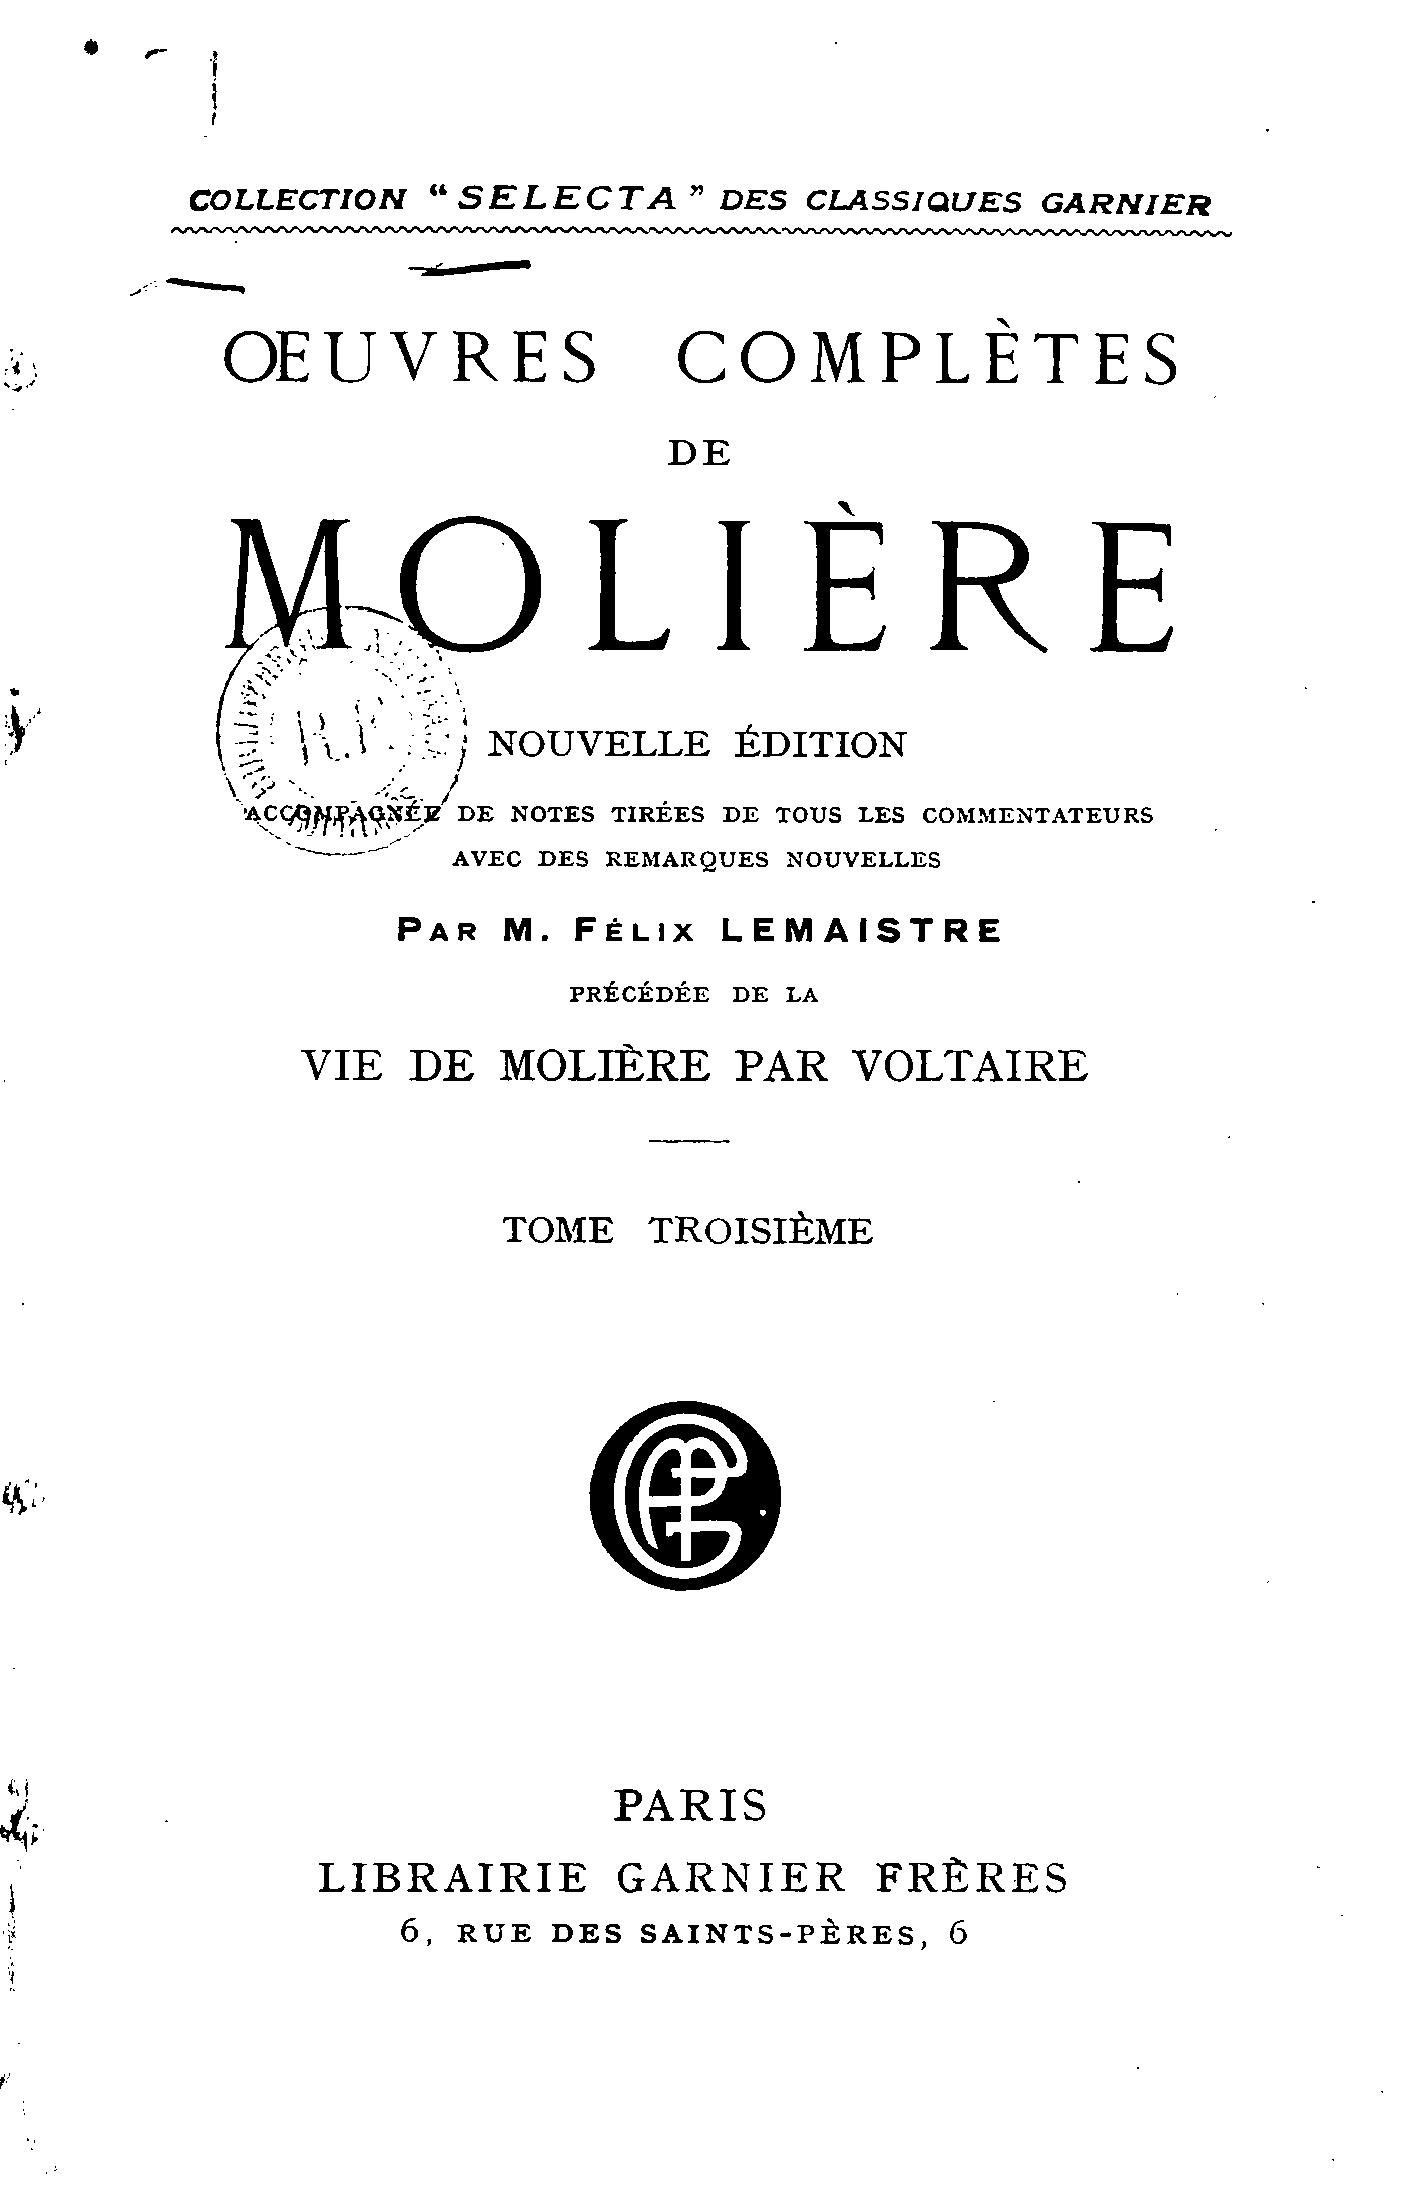 COLLECTION “SELECTA” DES CLASSIQUES GARNIER
ŒUVRES COMPLÈTES
DE
MOLIÈRE
NOUVELLE ÉDITION
ACCOMPAGNÉE DE NOTES TIRÉES DE TOUS LES COMMENTATEURS
AVEC DES REMARQUES NOUVELLES
PAR M. FÉLIX LEMAISTRE
PRÉCÉDÉE DE LA
VIE DE MOLIÈRE PAR VOLTAIRE
TOME TROISIÈME
PARIS
LIBRAIRIE GARNIER FRÈRES
6, RUE DES SAINTS-PÈRES, 6